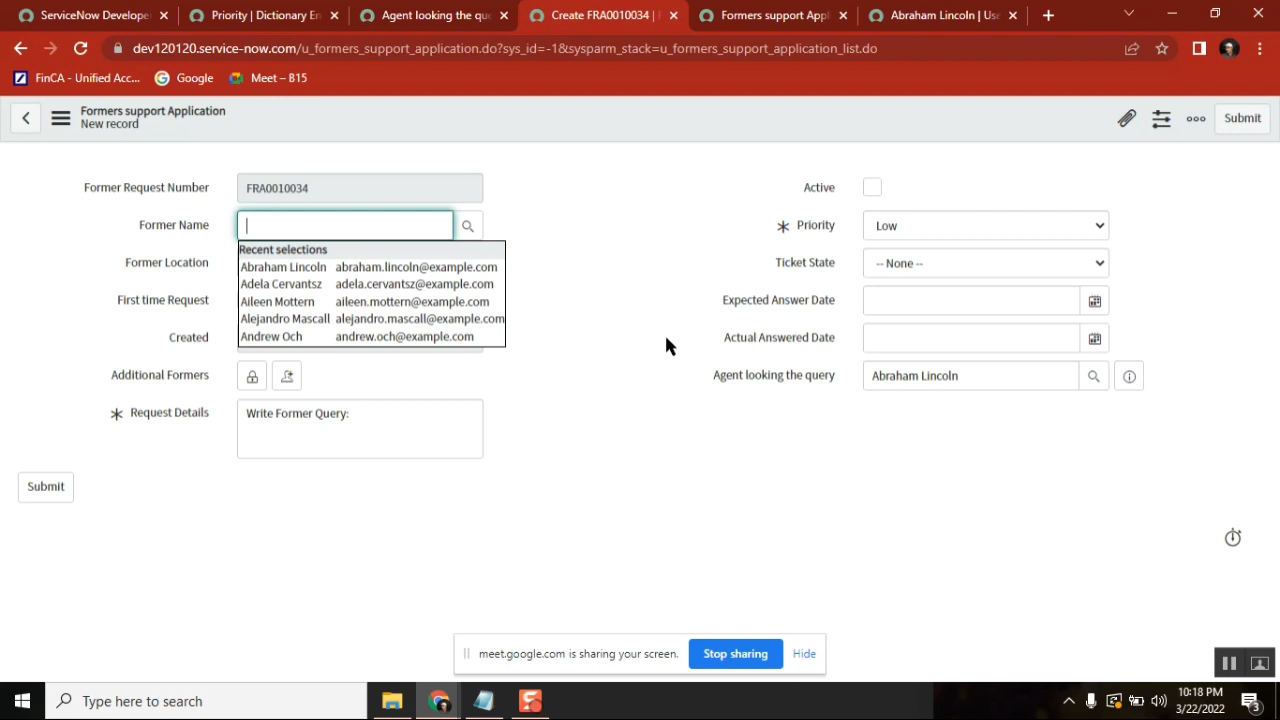 ServiceNow Develope
Priority | Dictionary En
Agent looking the qu
Create FRA0010034 |
Formers support Appl
Abraham Lincoln | Use
dev120120.service-now.com/u_formers_support_application.do?sys_id=-1&sysparm_stack=u_formers_support_application_list.do
FinCA - Unified Acc...
Google
Meet – B15
Formers support Application
New record
Submit
Former Request Number
FRA0010034
Active
Former Name
Priority
Low
Recent selections
Abraham Lincoln abraham.lincoln@example.com
Adela Cervantsz adela.cervantsz@example.com
Aileen Mottern aileen.mottern@example.com
Alejandro Mascall alejandro.mascall@example.com
Andrew Och andrew.och@example.com
Former Location
Ticket State
-- None --
First time Request
Expected Answer Date
Created
Actual Answered Date
Additional Formers
Agent looking the query
Abraham Lincoln
Request Details
Write Former Query:
Submit
meet.google.com is sharing your screen.
Stop sharing
Hide
Type here to search
10:18 PM
3/22/2022
3